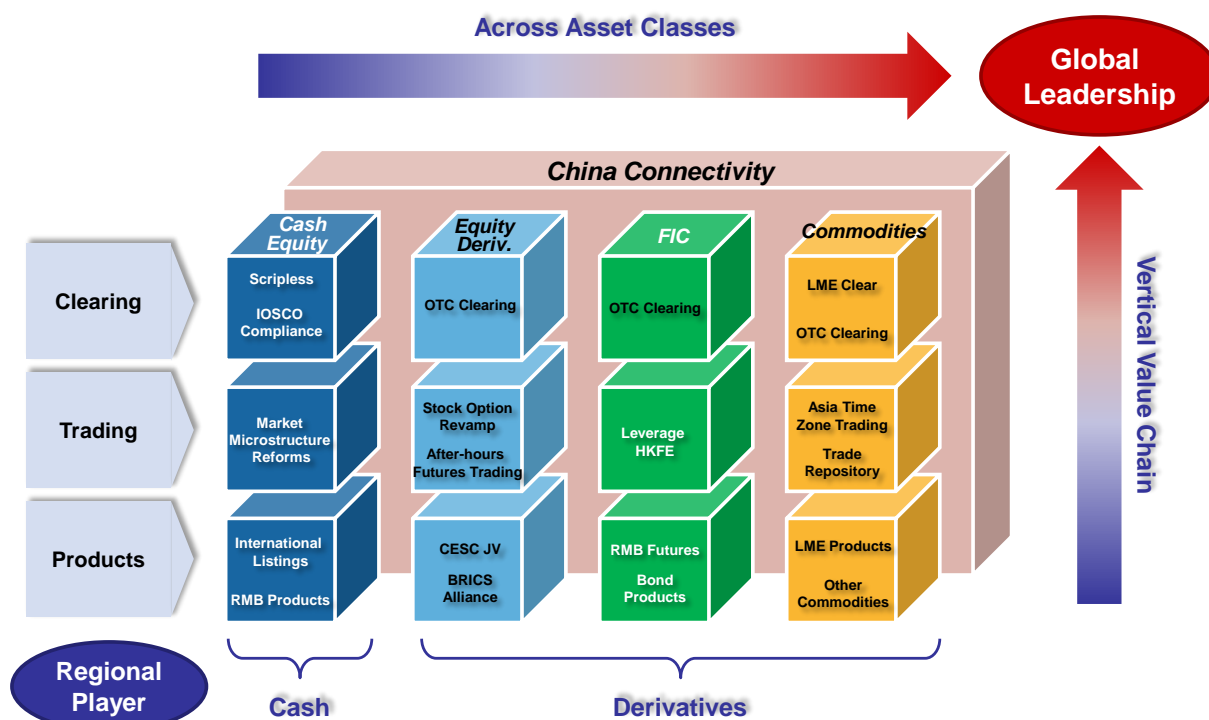 Across Asset Classes
Global
Leadership
China Connectivity
Cash
Equity
Equity
Deriv.
FIC
Commodities
Clearing
Scripless
IOSCO
Compliance
OTC Clearing
OTC Clearing
LME Clear
OTC Clearing
Trading
Market
Microstructure
Reforms
Stock Option
Revamp
After-hours
Futures Trading
Leverage
HKFE
Asia Time
Zone Trading
Trade
Repository
Products
International
Listings
RMB Products
CESC JV
BRICS
Alliance
RMB Futures
Bond
Products
LME Products
Other
Commodities
Vertical Value Chain
Regional
Player
Cash
Derivatives